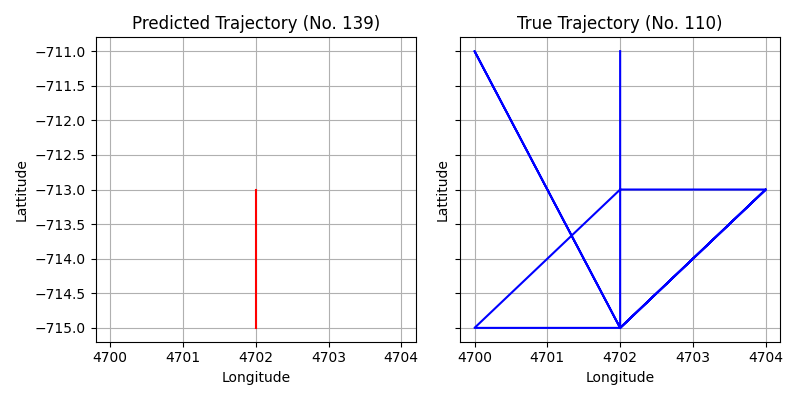 Predicted Trajectory (No. 139)
−711.0
−711.5
−712.0
−712.5
−713.0
−713.5
−714.0
−714.5
−715.0
Lattitude
4700 4701 4702 4703 4704
Longitude
True Trajectory (No. 110)
Lattitude
4700 4701 4702 4703 4704
Longitude